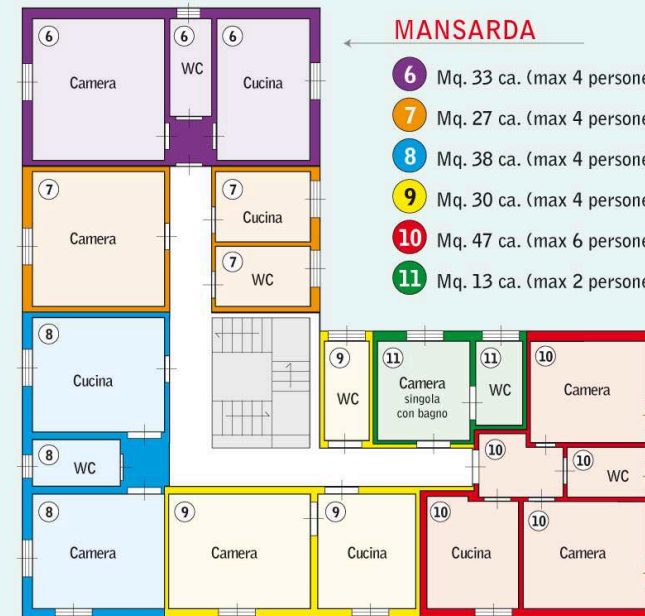 MANSARDA
6 Mq. 33 ca. (max 4 persone
7 Mq. 27 ca. (max 4 persone
8 Mq. 38 ca. (max 4 persone
9 Mq. 30 ca. (max 4 persone
10 Mq. 47 ca. (max 6 persone
11 Mq. 13 ca. (max 2 persone
6 Camera
6 WC
6 Cucina
7 Camera
7 Cucina
7 WC
8 Cucina
8 WC
8 Camera
9 WC
11 Camera
singola
con bagno
11 WC
10 Camera
10
10 WC
9 Camera
9 Cucina
10 Cucina
10 Camera